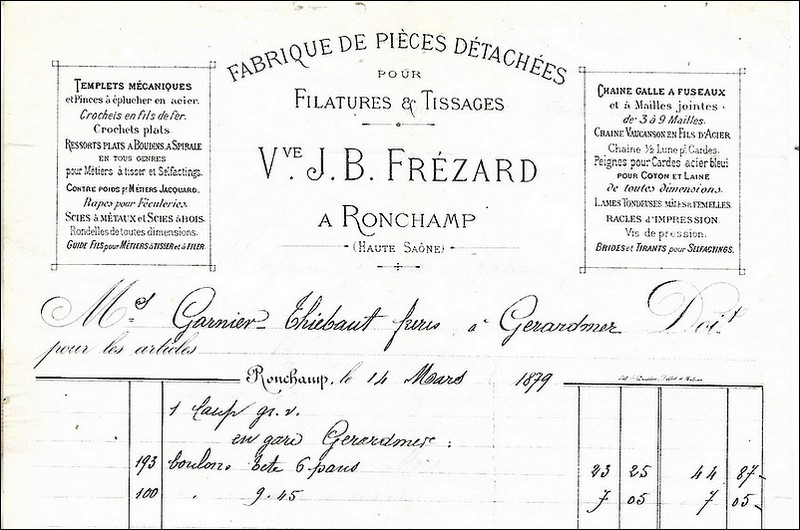 FABRIQUE DE PIÈCES DÉTACHÉES
POUR
FILATURES & TISSAGES
Vve J. B. FRÉZARD
A RONCHAMP
(HAUTE SAÔNE)
TEMPLETS MÉCANIQUES
et Pinces à éplucher en acier.
Crochets en fils de fer.
Crochets plats
RESSORTS PLATS A BOUDINS A SPIRALE
EN TOUS GENRES
pour Métiers à tisser et Selfactings.
CONTRE POIDS pr MÉTIERS JACQUARD.
Rapes pour Féculeries.
SCIES À MÉTAUX et SCIES À BOIS.
Rondelles de toutes dimensions.
GUIDE FILS pour MÉTIERS À TISSER et à FILER.
CHAINE GALLE A FUSEAUX
et à Mailles jointes
de 3 à 9 Mailles.
CHAINE VAUCANSON EN FILS D'ACIER
Chaine ½ Lune pr Cardes.
Peignes pour Cardes acier bleui
POUR COTON ET LAINE
de toutes dimensions.
LAMES TONDEUSES MÂLES & FEMELLES.
RACLES d'IMPRESSION.
Vis de pression.
BRIDES et TIRANTS pour SELFACTINGS.
Mrs Garnier-Thiébaut frères à Gerardmer Doit
pour les articles
Ronchamp, le 14 Mars 1879
1 gr. v.
en gare Gerardmer :
193 boulons tete 6 pans 23 25 44 87
100 " 9.45 7 05 7 05